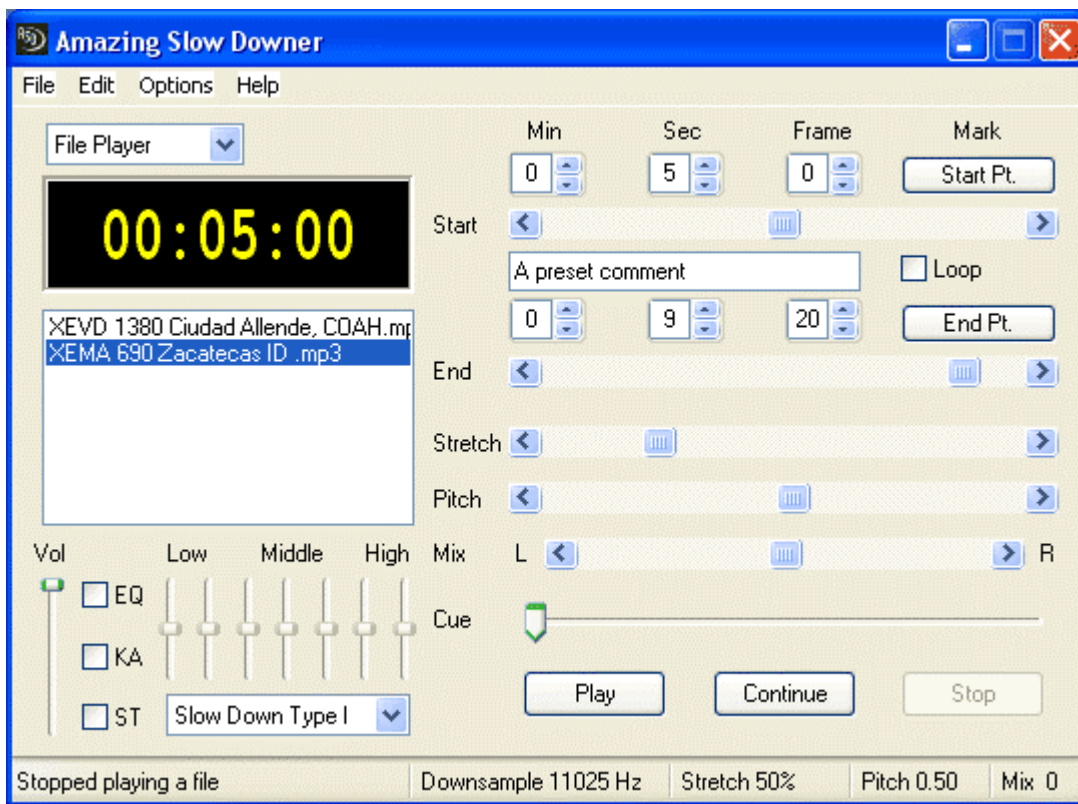 ASD Amazing Slow Downer
File Edit Options Help
File Player
Min Sec Frame Mark
0 5 0 Start Pt.
00:05:00
Start
A preset comment Loop
0 9 20 End Pt.
XEVD 1380 Ciudad Allende, COAH.mp
XEMA 690 Zacatecas ID .mp3
End
Stretch
Pitch
Vol Low Middle High Mix L R
EQ
Cue
KA
Play Continue Stop
ST Slow Down Type I
Stopped playing a file Downsample 11025 Hz Stretch 50% Pitch 0.50 Mix 0